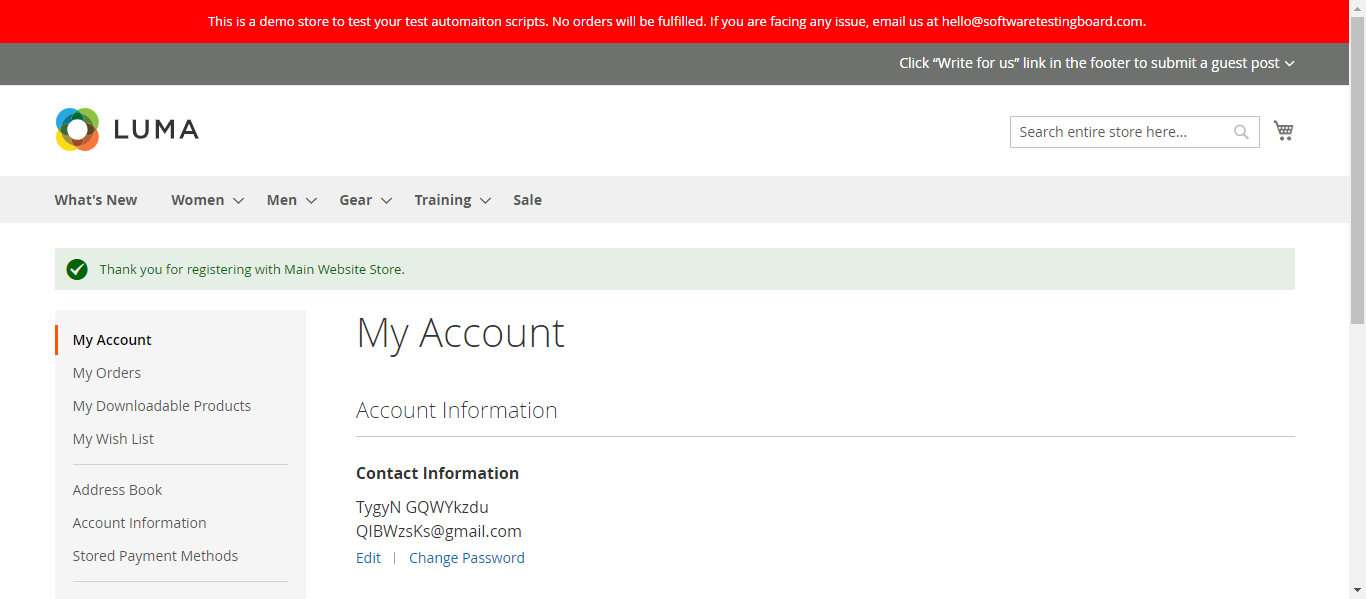 This is a demo store to test your test automaiton scripts. No orders will be fulfilled. If you are facing any issue, email us at hello@softwaretestingboard.com.
Click “Write for us” link in the footer to submit a guest post
LUMA
Search entire store here...
What's New Women Men Gear Training Sale
Thank you for registering with Main Website Store.
My Account
My Orders
My Downloadable Products
My Wish List
Address Book
Account Information
Stored Payment Methods
My Account
Account Information
Contact Information
TygyN GQWYkzdu
QIBWzsKs@gmail.com
Edit | Change Password